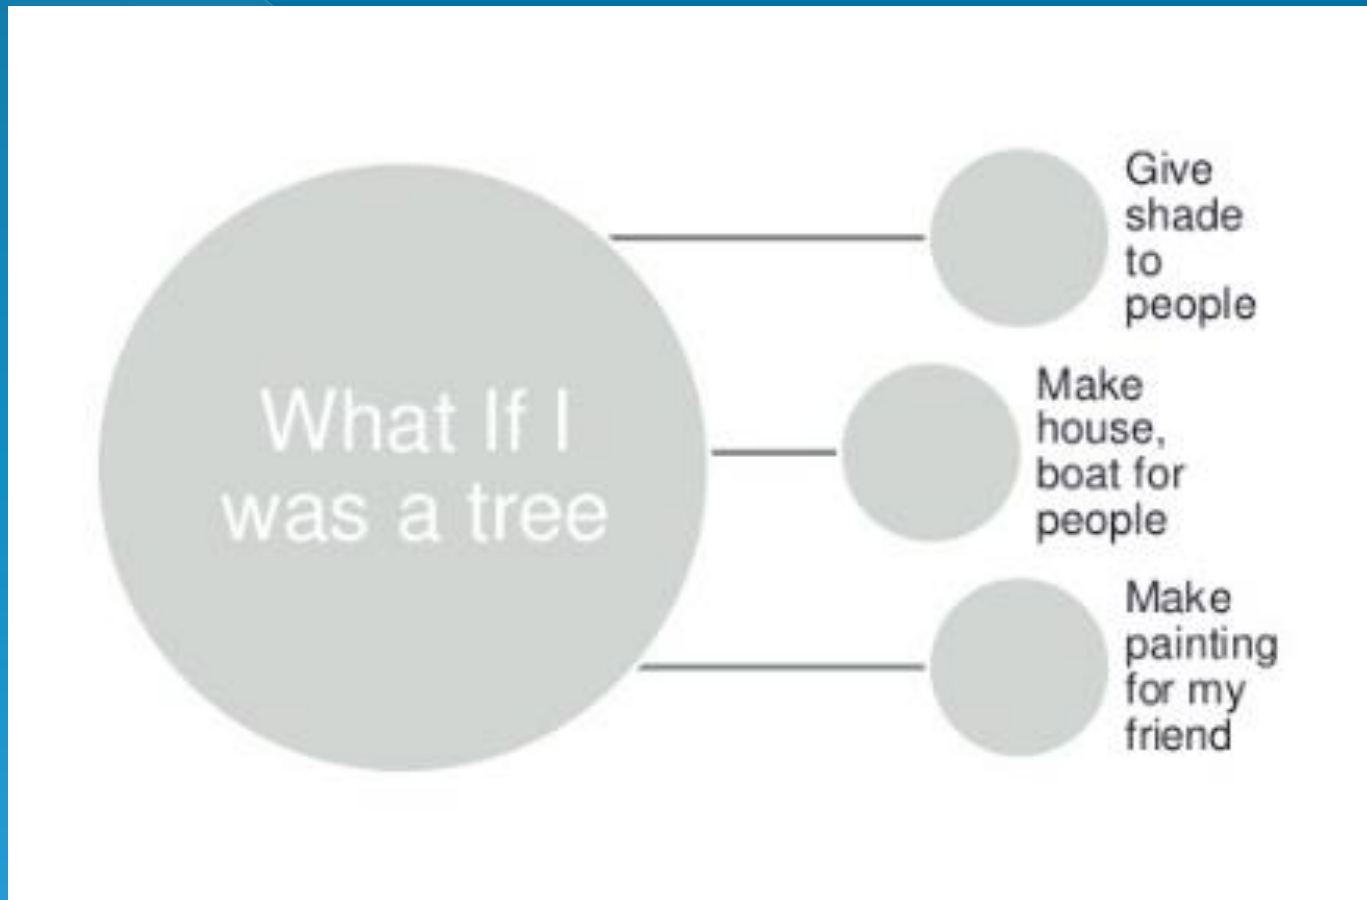 What If I
was a tree
Give
shade
to
people
Make
house,
boat for
people
Make
painting
for my
friend